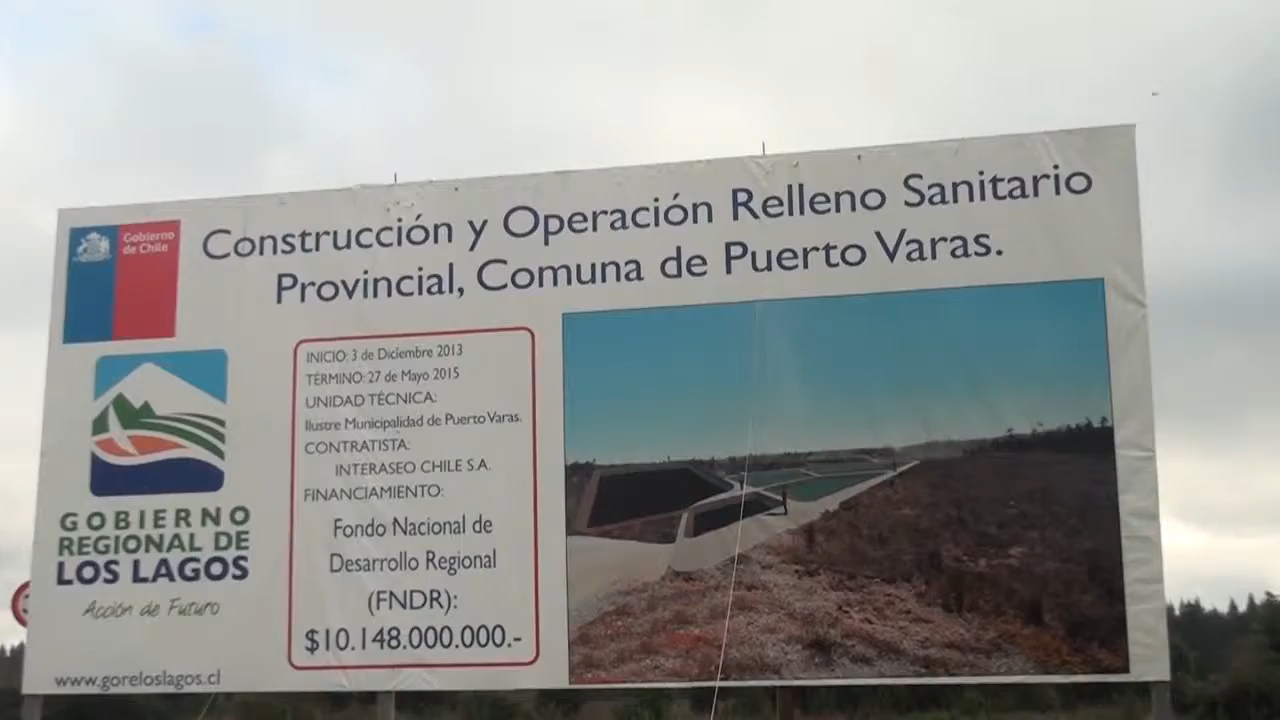 Gobierno
de Chile
Construcción y Operación Relleno Sanitario
Provincial, Comuna de Puerto Varas.
INICIO: 3 de Diciembre 2013
TÉRMINO: 27 de Mayo 2015
UNIDAD TÉCNICA:
Ilustre Municipalidad de Puerto Varas.
CONTRATISTA:
INTERASEO CHILE S.A.
FINANCIAMIENTO:
Fondo Nacional de
Desarrollo Regional
(FNDR):
$10.148.000.000.-
GOBIERNO
REGIONAL DE
LOS LAGOS
Acción de Futuro
www.goreloslagos.cl